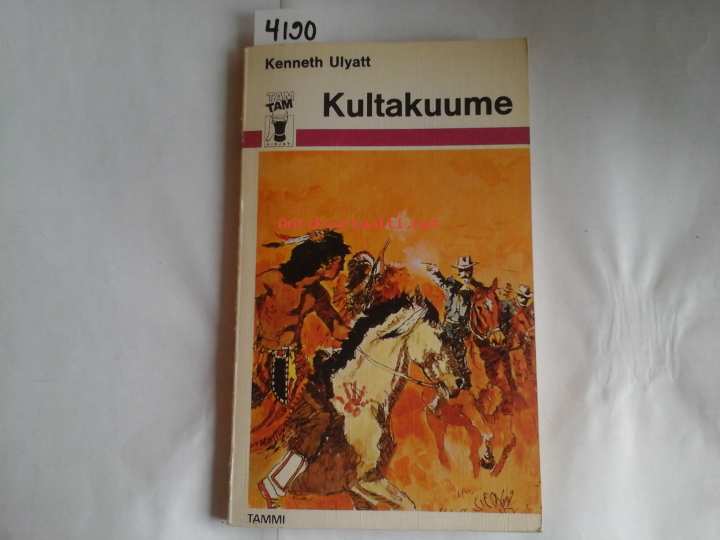 4190
Kenneth Ulyatt
TAM
TAM
Kultakuume
TAMMI